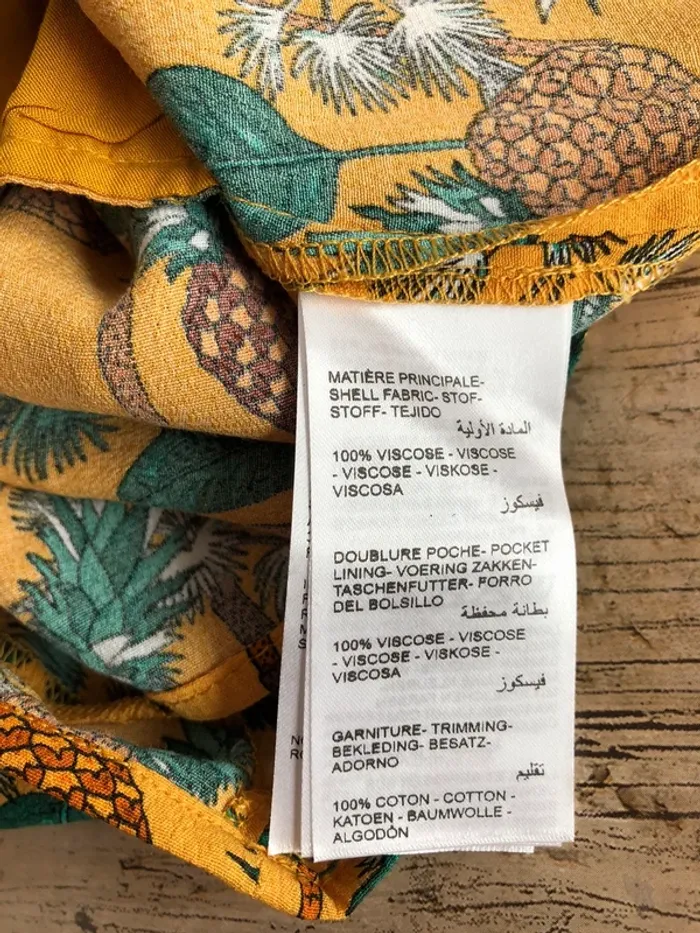 MATIÈRE PRINCIPALE-
SHELL FABRIC- STOF-
STOFF- TEJIDO
المادة الأولية
100% VISCOSE - VISCOSE
- VISCOSE - VISKOSE -
VISCOSA
فيسكوز
DOUBLURE POCHE- POCKET
LINING- VOERING ZAKKEN-
TASCHENFUTTER- FORRO
DEL BOLSILLO
بطانة محفظة
100% VISCOSE - VISCOSE
- VISCOSE - VISKOSE -
VISCOSA
فيسكوز
GARNITURE- TRIMMING-
BEKLEDING- BESATZ-
ADORNO
تقليم
100% COTON - COTTON -
KATOEN - BAUMWOLLE -
ALGODÓN